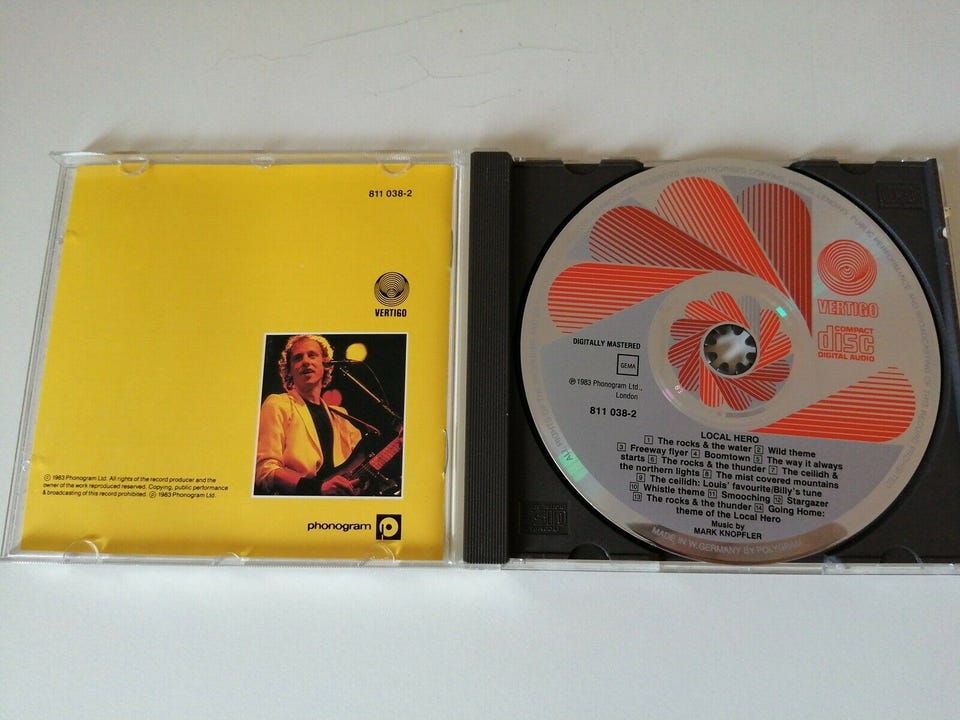 811 038-2
VERTIGO
© 1983 Phonogram Ltd. All rights of the record producer and the
owner of the work reproduced reserved. Copying, public performance
& broadcasting of this record prohibited. ℗ 1983 Phonogram Ltd.
phonogram
VERTIGO
COMPACT
disc
DIGITAL AUDIO
DIGITALLY MASTERED
GEMA
℗ 1983 Phonogram Ltd.,
London
811 038-2
LOCAL HERO
1 The rocks & the water 2 Wild theme
3 Freeway flyer 4 Boomtown 5 The way it always
starts 6 The rocks & the thunder 7 The ceilidh &
the northern lights 8 The mist covered mountains
9 The ceilidh: Louis' favourite/Billy's tune
10 Whistle theme 11 Smooching 12 Stargazer
13 The rocks & the thunder 14 Going Home:
theme of the Local Hero
Music by
MARK KNOPFLER
MADE IN W.GERMANY BY POLYGRAM